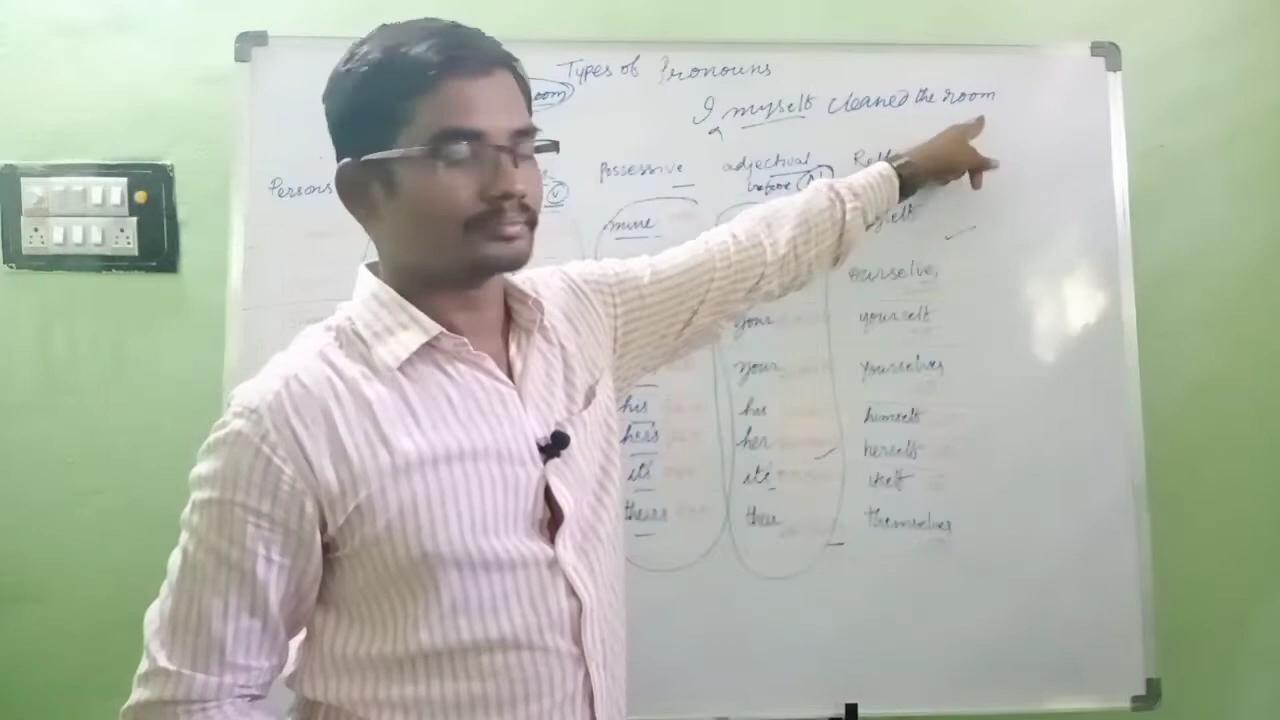 Types of Pronouns
oom
I myself cleaned the room
Persons Possessive adjectival
before (N)
(V)
mine
ourselves
your yourself
your yourselves
his his himself
hers her herself
its its itself
theirs their themselves